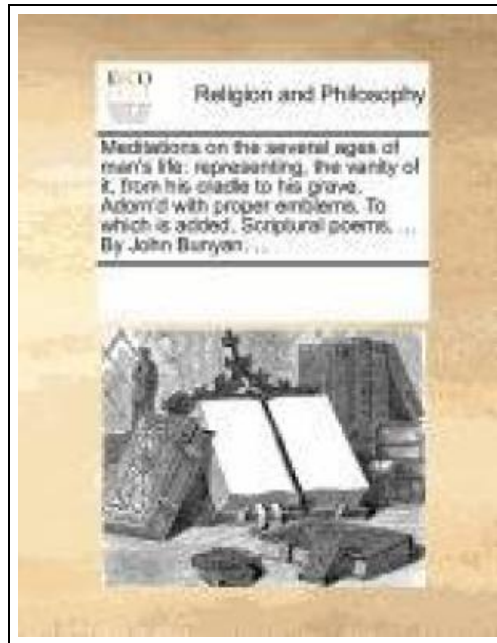 ECCO
Religion and Philosophy
Meditations on the several ages of
man's life: representing, the vanity of
it, from his cradle to his grave.
Adorn'd with proper emblems. To
which is added, Scriptural poems. ...
By John Bunyan. ...